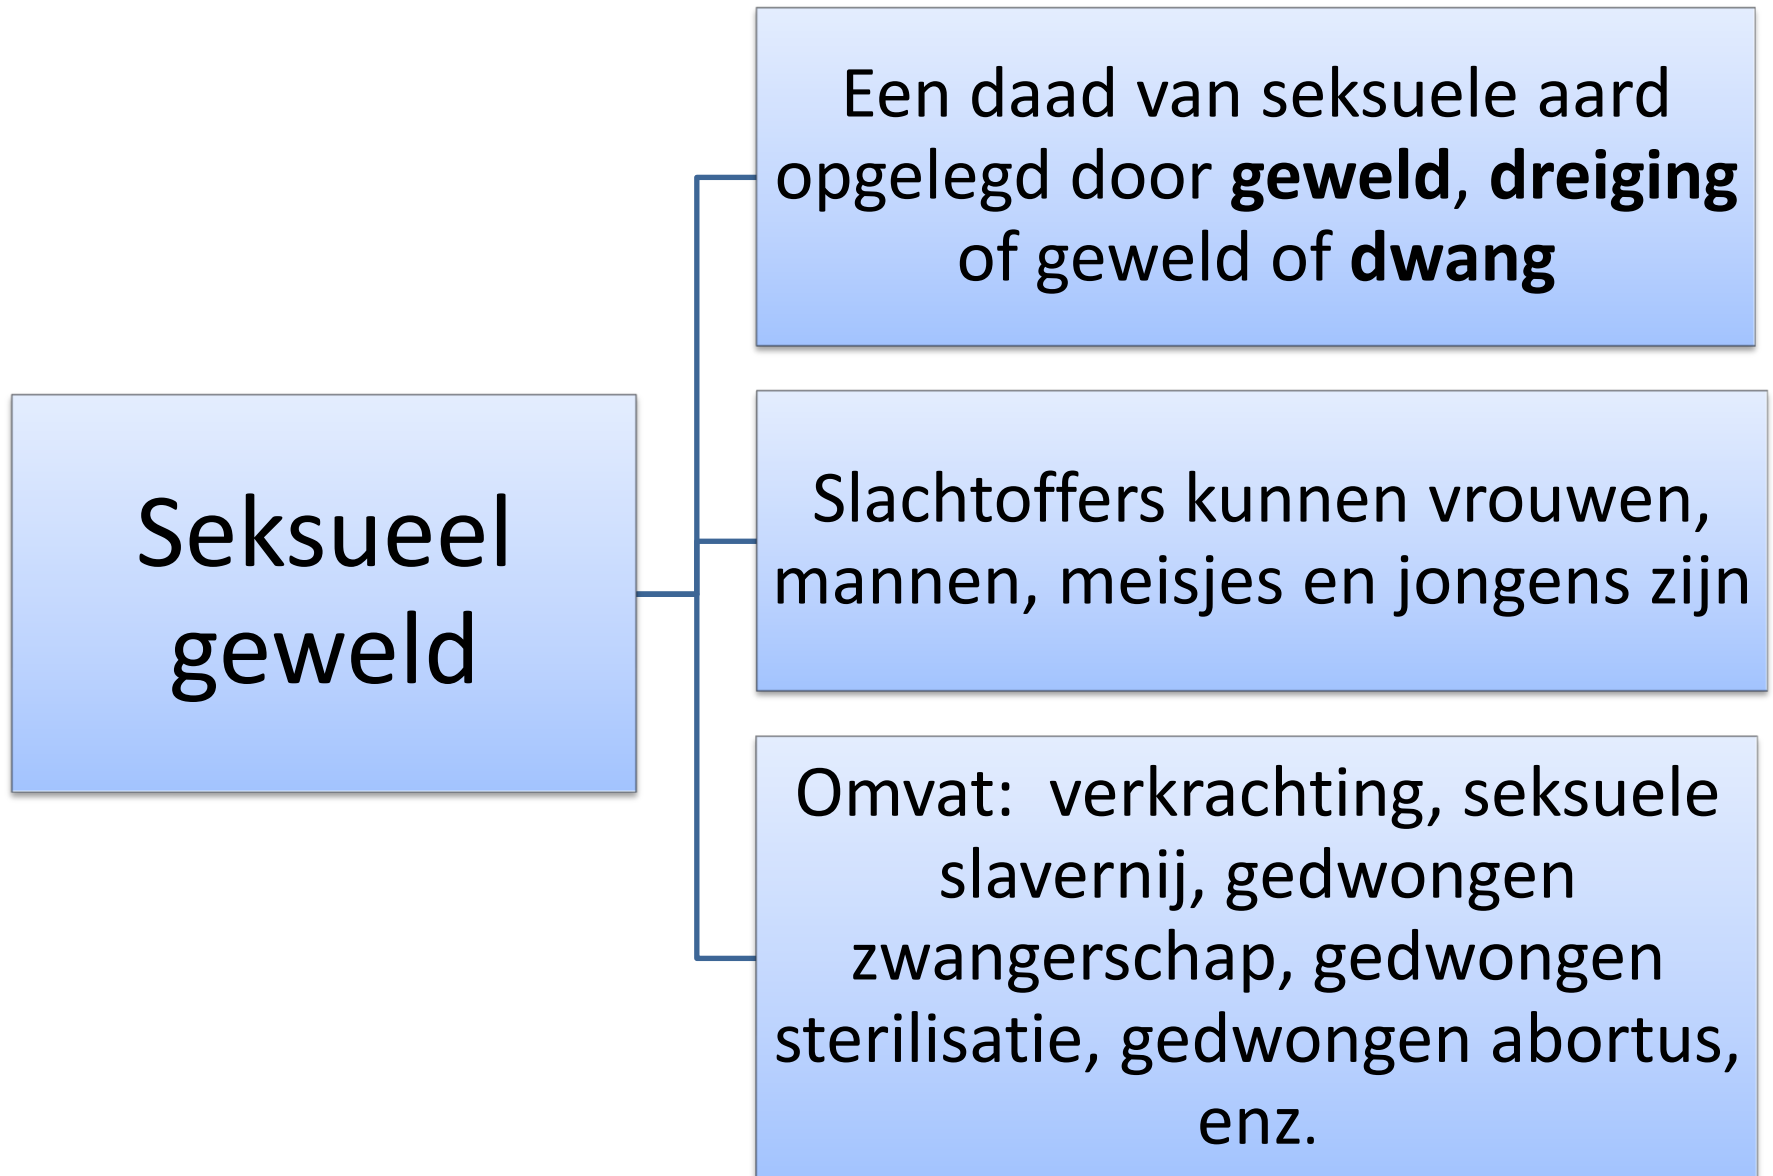 Seksueel
geweld
Een daad van seksuele aard
opgelegd door geweld, dreiging
of geweld of dwang
Slachtoffers kunnen vrouwen,
mannen, meisjes en jongens zijn
Omvat:  verkrachting, seksuele
slavernij, gedwongen
zwangerschap, gedwongen
sterilisatie, gedwongen abortus,
enz.